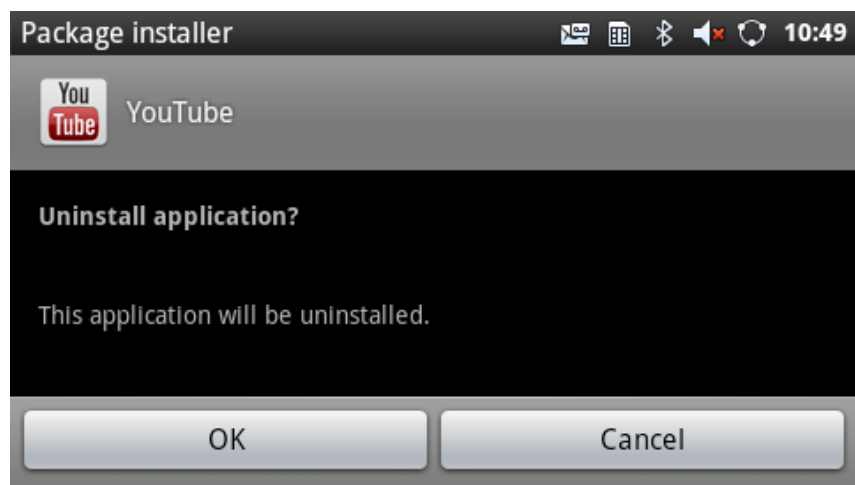 Package installer 10:49
You
Tube
YouTube
Uninstall application?
This application will be uninstalled.
OK Cancel